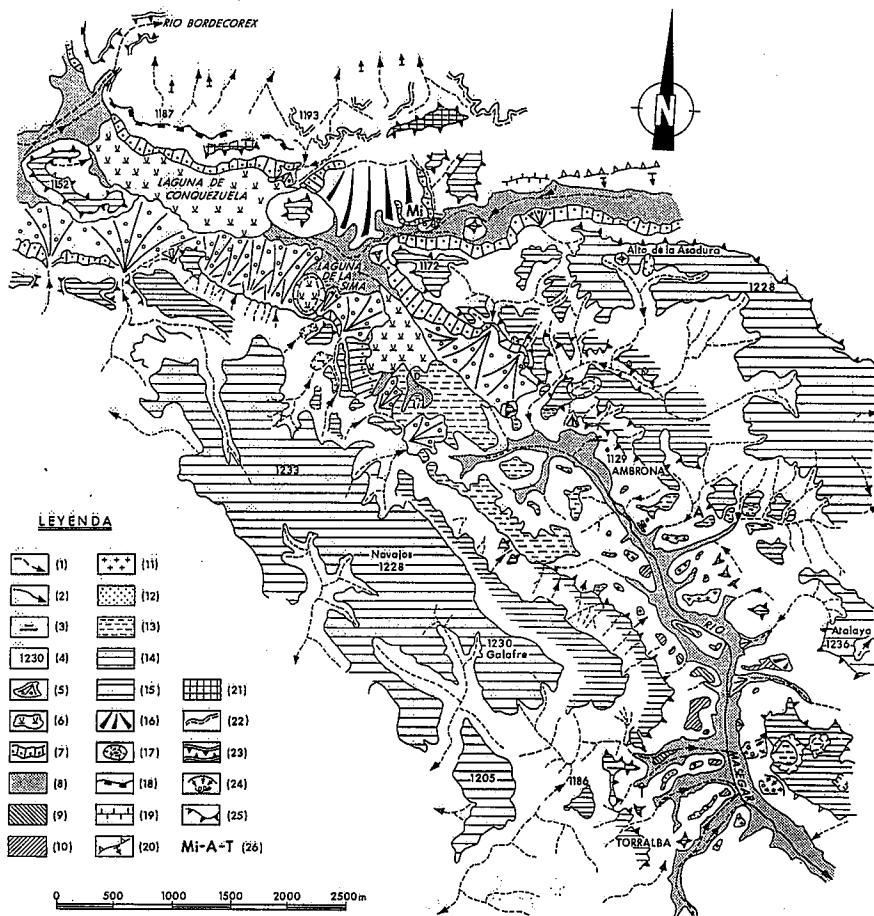 RIO BORDECOREX
1187
1193
N
1152
LAGUNA DE
CONQUEZUELA
Mi
LAGUNA
DE LA
SIMA
1172
Alto de la Asadura
1228
1233
1129
AMBRONA
A
Navajos
1228
RIO
Atalaya
1236
1230
Galafre
1205
1186
MASEGAR
T
TORRALBA
LEYENDA
(1)
(2)
(3)
1230 (4)
(5)
(6)
(7)
(8)
(9)
(10)
(11)
(12)
(13)
(14)
(15)
(16)
(17)
(18)
(19)
(20)
(21)
(22)
(23)
(24)
(25)
Mi-A-T (26)
0 500 1000 1500 2000 2500m